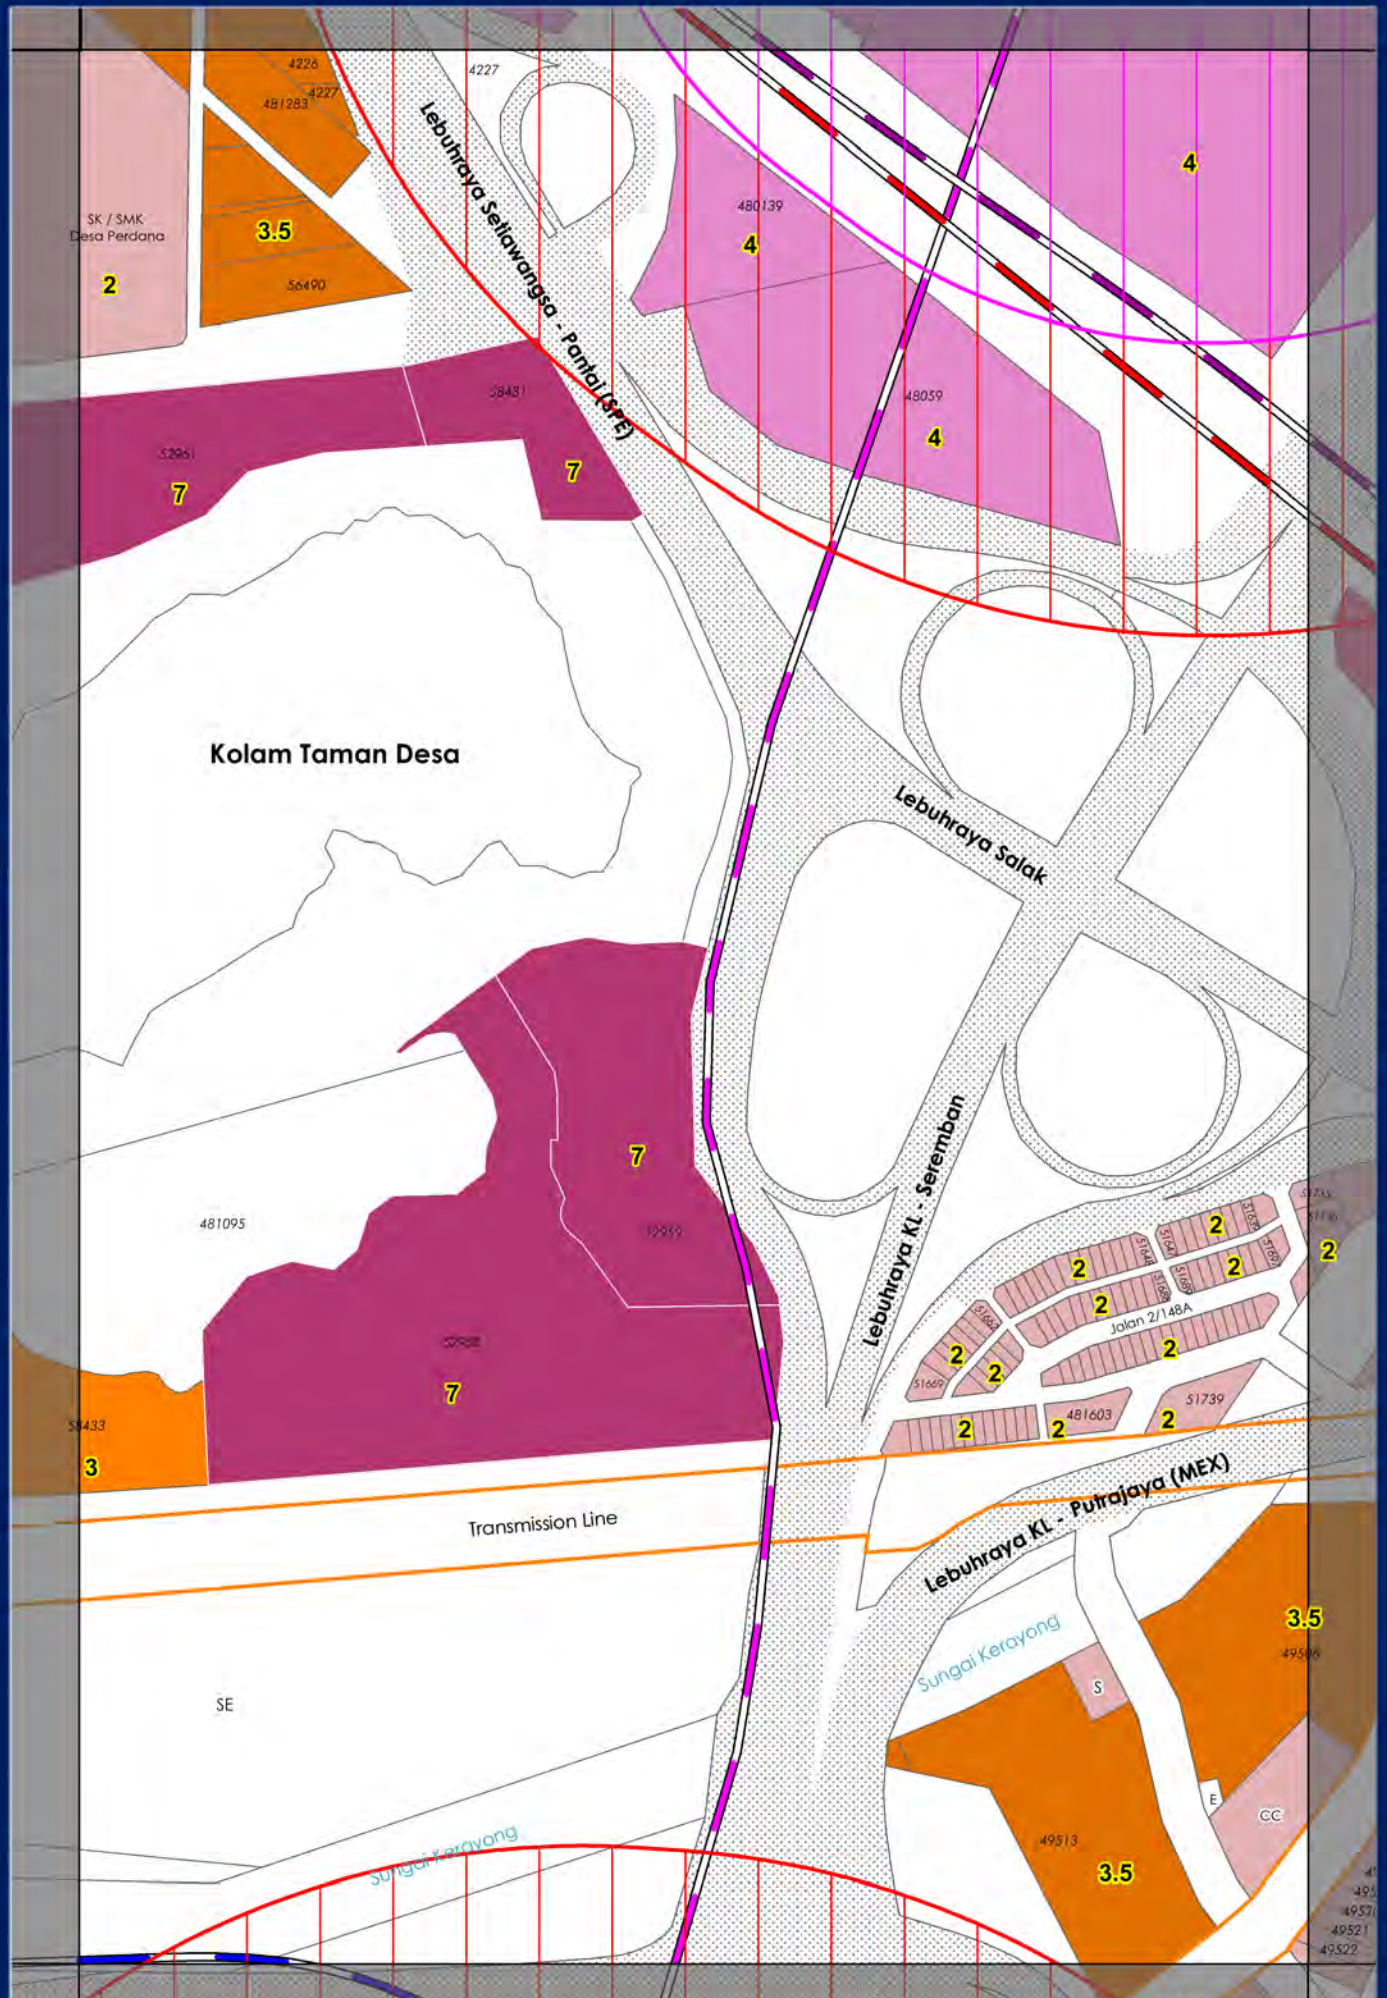 4226
4227
481283
4227
SK / SMK
Desa Perdana
2
3.5
56490
Lebuhraya Setiawangsa - Pantai (SPE)
480139
4
4
48059
4
58431
7
52961
7
Kolam Taman Desa
Lebuhraya Salak
Lebuhraya KL - Seremban
7
52959
481095
7
58433
3
51739
51669
481603
Jalan 2/148A
2
2
2
2
2
2
2
2
2
2
2
Transmission Line
Lebuhraya KL - Putrajaya (MEX)
3.5
Sungai Kerayong
S
SE
E
CC
49513
3.5
Sungai Kerayong
49521
49522